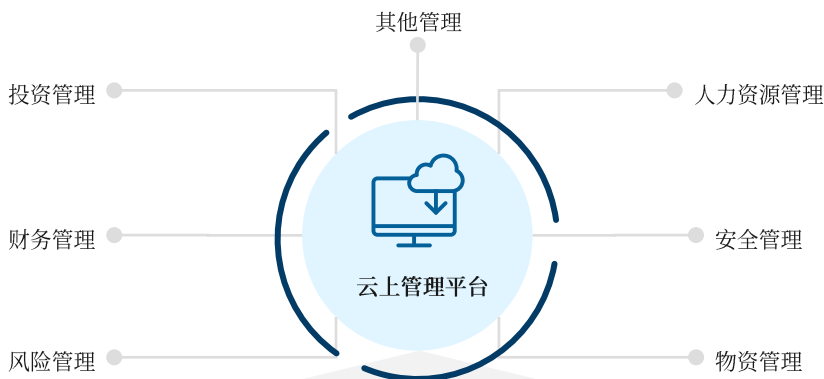 其他管理
投资管理
人力资源管理
财务管理
安全管理
云上管理平台
风险管理
物资管理